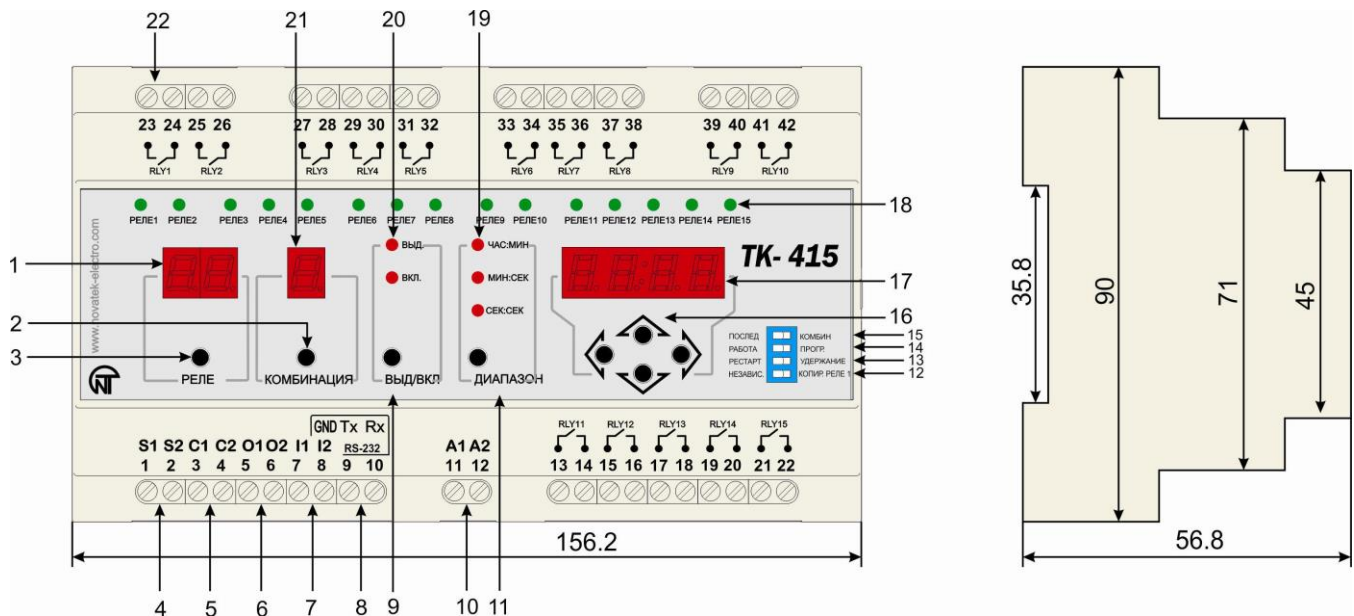 22 21 20 19
23 24 25 26 27 28 29 30 31 32 33 34 35 36 37 38 39 40 41 42
RLY1 RLY2 RLY3 RLY4 RLY5 RLY6 RLY7 RLY8 RLY9 RLY10
18
РЕЛЕ1 РЕЛЕ2 РЕЛЕ3 РЕЛЕ4 РЕЛЕ5 РЕЛЕ6 РЕЛЕ7 РЕЛЕ8 РЕЛЕ9 РЕЛЕ10 РЕЛЕ11 РЕЛЕ12 РЕЛЕ13 РЕЛЕ14 РЕЛЕ15
www.novatek-electro.com
1
ВЫД. ЧАС:МИН
TK- 415
ВКЛ. МИН:СЕК
17
СЕК:СЕК
2 16
ПОСЛЕД КОМБИН 15
РАБОТА ПРОГР. 14
РЕСТАРТ УДЕРЖАНИЕ 13
НЕЗАВИС. КОПИР. РЕЛЕ 1 12
3
РЕЛЕ КОМБИНАЦИЯ ВЫД/ВКЛ ДИАПАЗОН
GND Tx Rx
S1 S2 C1 C2 O1 O2 I1 I2 RS-232 A1 A2
RLY11 RLY12 RLY13 RLY14 RLY15
1 2 3 4 5 6 7 8 9 10 11 12 13 14 15 16 17 18 19 20 21 22
156.2
4 5 6 7 8 9 10 11
35.8 90 71 45
56.8